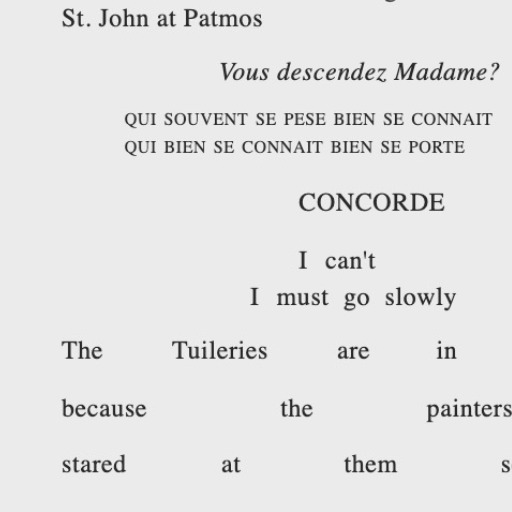 St. John at Patmos
Vous descendez Madame?
QUI SOUVENT SE PESE BIEN SE CONNAIT
QUI BIEN SE CONNAIT BIEN SE PORTE
CONCORDE
I can't
I must go slowly
The Tuileries are in
because the painters
stared at them